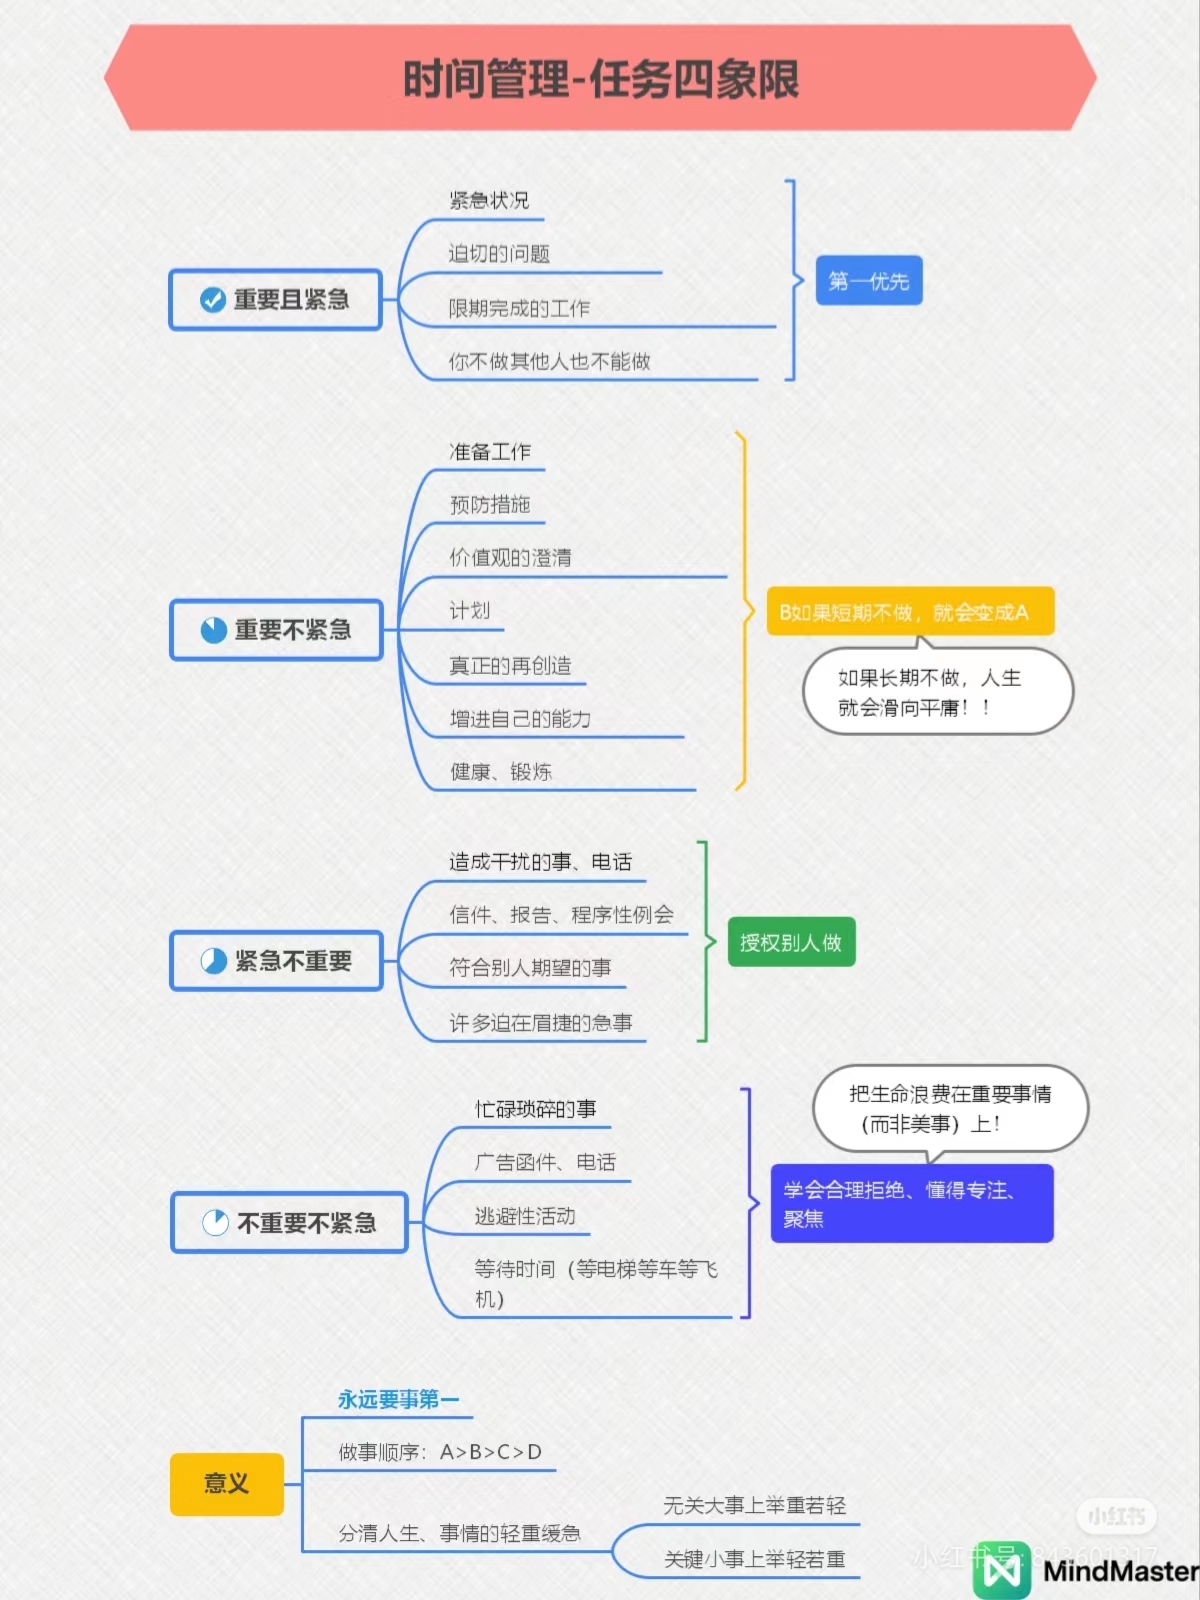 时间管理-任务四象限
重要且紧急
紧急状况
迫切的问题
限期完成的工作
你不做其他人也不能做
第一优先
重要不紧急
准备工作
预防措施
价值观的澄清
计划
真正的再创造
增进自己的能力
健康、锻炼
B如果短期不做，就会变成A
如果长期不做，人生
就会滑向平庸！！
紧急不重要
造成干扰的事、电话
信件、报告、程序性例会
符合别人期望的事
许多迫在眉捷的急事
授权别人做
不重要不紧急
忙碌琐碎的事
广告函件、电话
逃避性活动
等待时间（等电梯等车等飞
机）
把生命浪费在重要事情
（而非美事）上！
学会合理拒绝、懂得专注、
聚焦
意义
永远要事第一
做事顺序：A>B>C>D
分清人生、事情的轻重缓急
无关大事上举重若轻
关键小事上举轻若重
小红书
小红书号:
MindMaster